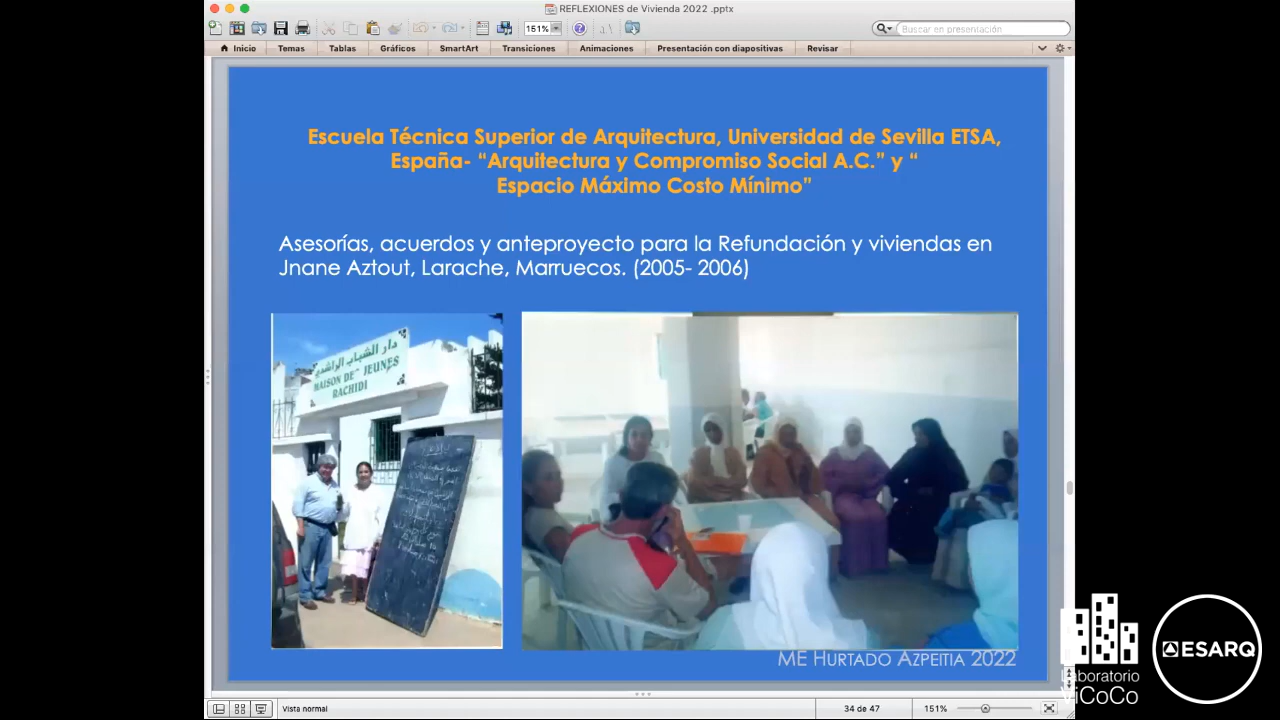 REFLEXIONES de Vivienda 2022 .pptx
151%
Buscar en presentación
Inicio Temas Tablas Gráficos SmartArt Transiciones Animaciones Presentación con diapositivas Revisar
Escuela Técnica Superior de Arquitectura, Universidad de Sevilla ETSA,
España- “Arquitectura y Compromiso Social A.C.” y “
Espacio Máximo Costo Mínimo”
Asesorías, acuerdos y anteproyecto para la Refundación y viviendas en
Jnane Aztout, Larache, Marruecos. (2005- 2006)
دار الشباب الراشدي
MAISON DE JEUNES
RACHIDI
ME HURTADO AZPEITIA 2022
Laboratorio
ViCoCo
ESARQ
Vista normal
34 de 47
151%